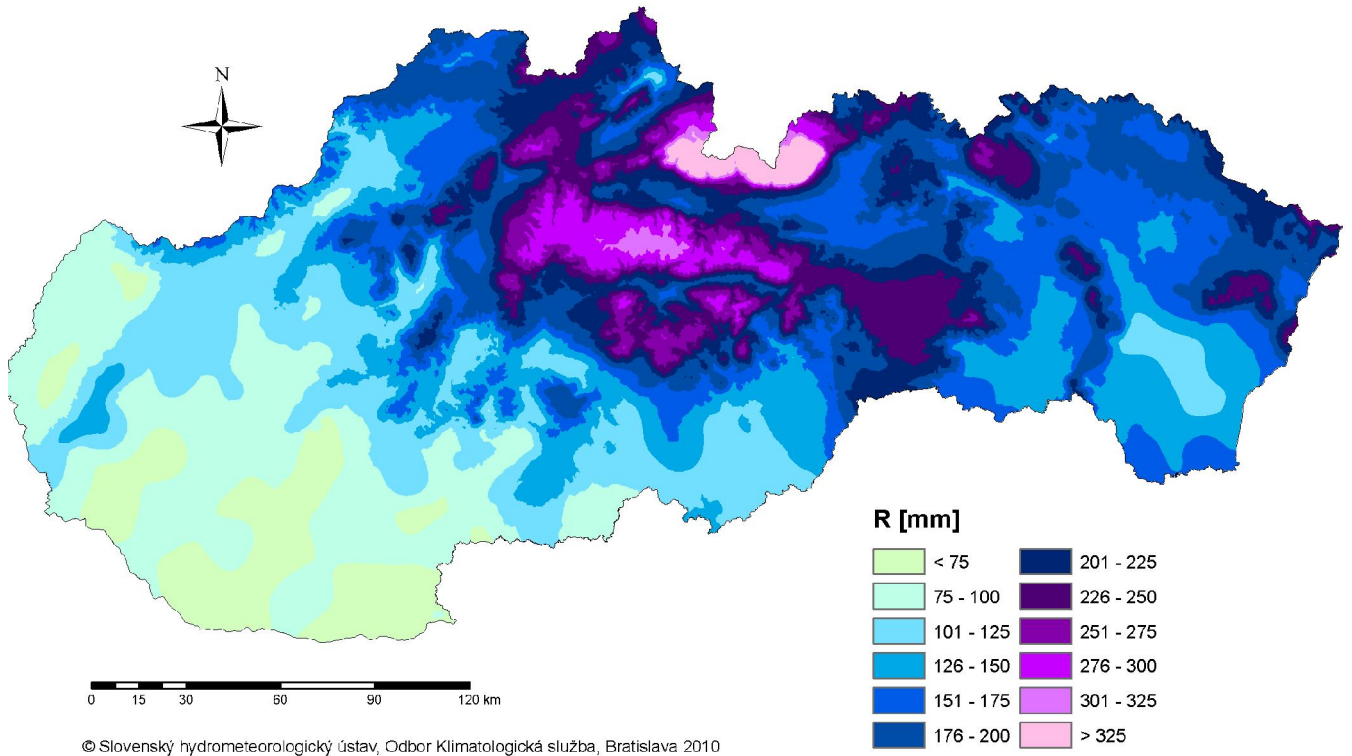 N
R [mm]
< 75
75 - 100
101 - 125
126 - 150
151 - 175
176 - 200
201 - 225
226 - 250
251 - 275
276 - 300
301 - 325
> 325
0 15 30 60 90 120 km
© Slovenský hydrometeorologický ústav, Odbor Klimatologická služba, Bratislava 2010